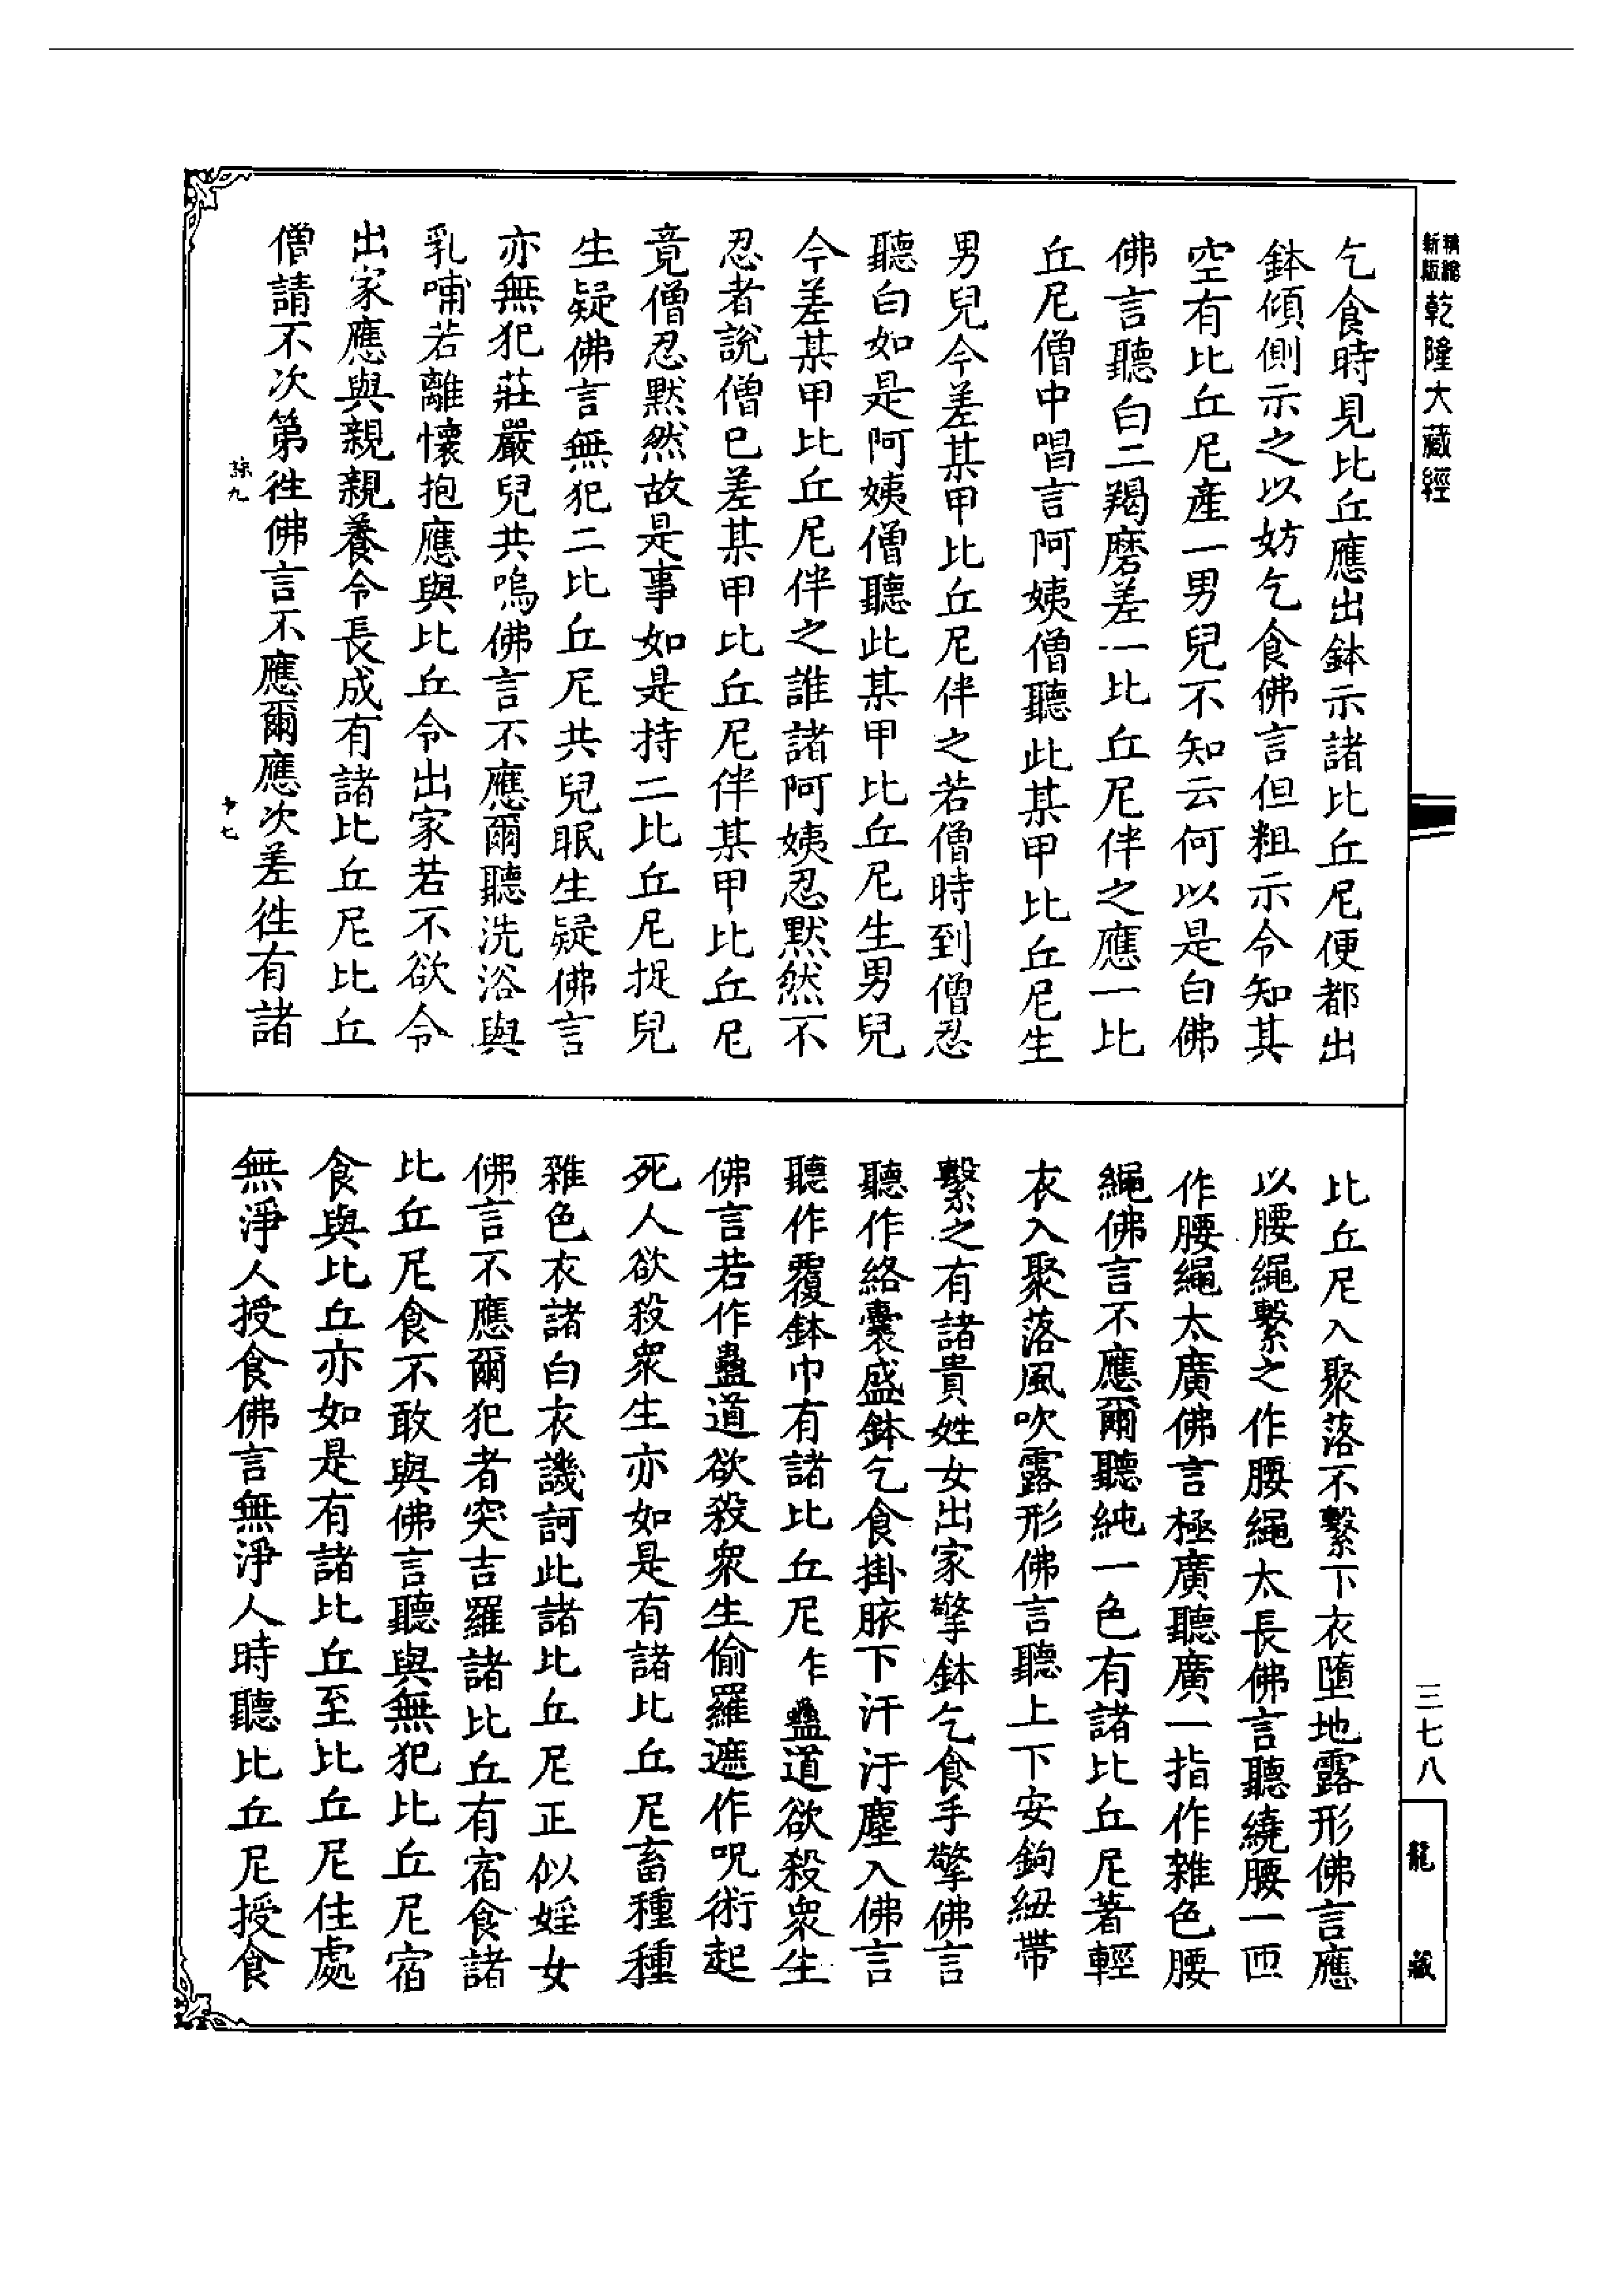 精縮新版乾隆大藏經
乞食時見比丘應出鉢示諸比丘尼便都出
鉢傾側示之以妨乞食佛言但粗示令知其
空有比丘尼產一男兒不知云何以是白佛
佛言聽白二羯磨差一比丘尼伴之應一比
丘尼僧中唱言阿姨僧聽此某甲比丘尼生
男兒今差某甲比丘尼伴之若僧時到僧忍
聽白如是阿姨僧聽此某甲比丘尼生男兒
今差某甲比丘尼伴之誰諸阿姨忍默然不
忍者說僧已差某甲比丘尼伴某甲比丘尼
竟僧忍默然故是事如是持二比丘尼捉兒
生疑佛言無犯二比丘尼共兒眠生疑佛言
亦無犯莊嚴兒共嗚佛言不應爾聽洗浴與
乳哺若離懷抱應與比丘令出家若不欲令
出家應與親親養令長成有諸比丘尼比丘
僧請不次第徃佛言不應爾應次差徃有諸
比丘尼入聚落不繫下衣墮地露形佛言應
以腰繩繫之作腰繩太長佛言聽繞腰一匝
作腰繩太廣佛言極廣聽廣一指作雜色腰
繩佛言不應爾聽純一色有諸比丘尼著輕
衣入聚落風吹露形佛言聽上下安鉤紐帶
繫之有諸貴姓女出家擎鉢乞食手擎佛言
聽作絡囊盛鉢乞食掛腋下汗汙塵入佛言
聽作覆鉢巾有諸比丘尼作蠱道欲殺衆生
佛言若作蠱道欲殺衆生偷羅遮作呪術起
死人欲殺衆生亦如是有諸比丘尼畜種種
雜色衣諸白衣譏訶此諸比丘尼正似婬女
佛言不應爾犯者突吉羅諸比丘有宿食諸
比丘尼食不敢與佛言聽與無犯比丘尼宿
食與比丘亦如是有諸比丘至比丘尼住處
無淨人授食佛言無淨人時聽比丘尼授食
三七八
龍藏